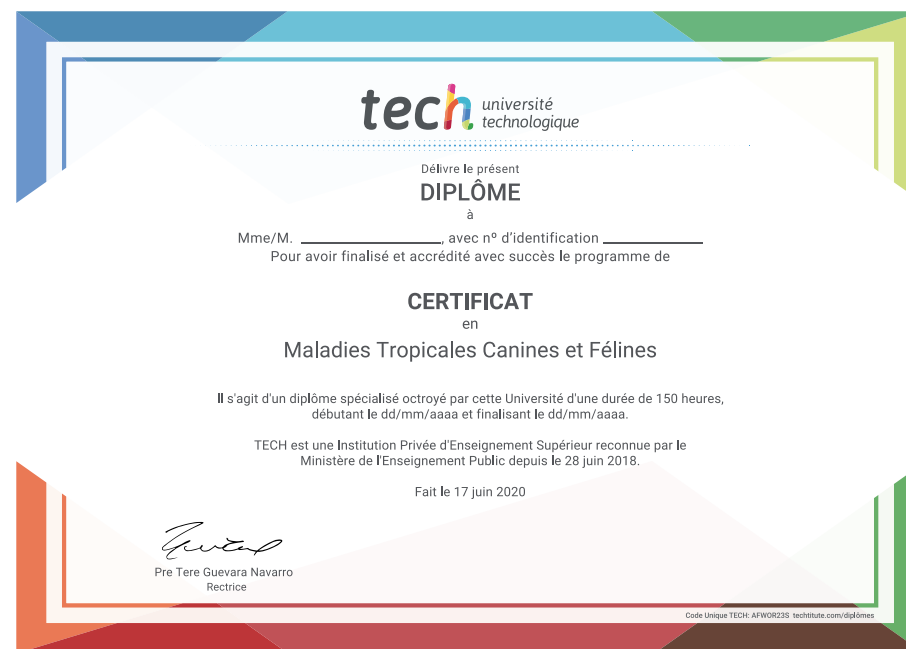 tech université
technologique
Délivre le présent
DIPLÔME
à
Mme/M. ____________________, avec nº d'identification ______________
Pour avoir finalisé et accrédité avec succès le programme de
CERTIFICAT
en
Maladies Tropicales Canines et Félines
Il s'agit d'un diplôme spécialisé octroyé par cette Université d'une durée de 150 heures,
débutant le dd/mm/aaaa et finalisant le dd/mm/aaaa.
TECH est une Institution Privée d'Enseignement Supérieur reconnue par le
Ministère de l'Enseignement Public depuis le 28 juin 2018.
Fait le 17 juin 2020
Pre Tere Guevara Navarro
Rectrice
Code Unique TECH: AFWOR23S techtitute.com/diplômes